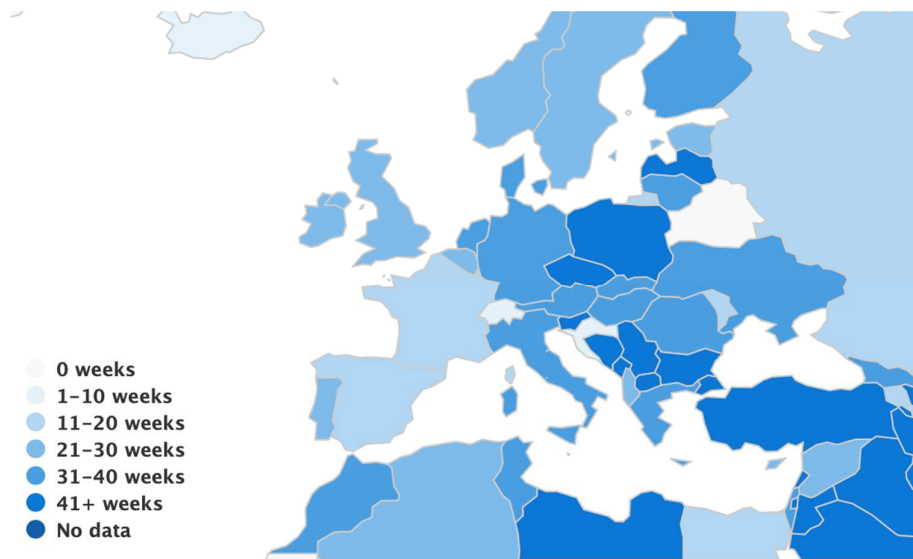 0 weeks
1–10 weeks
11–20 weeks
21–30 weeks
31–40 weeks
41+ weeks
No data